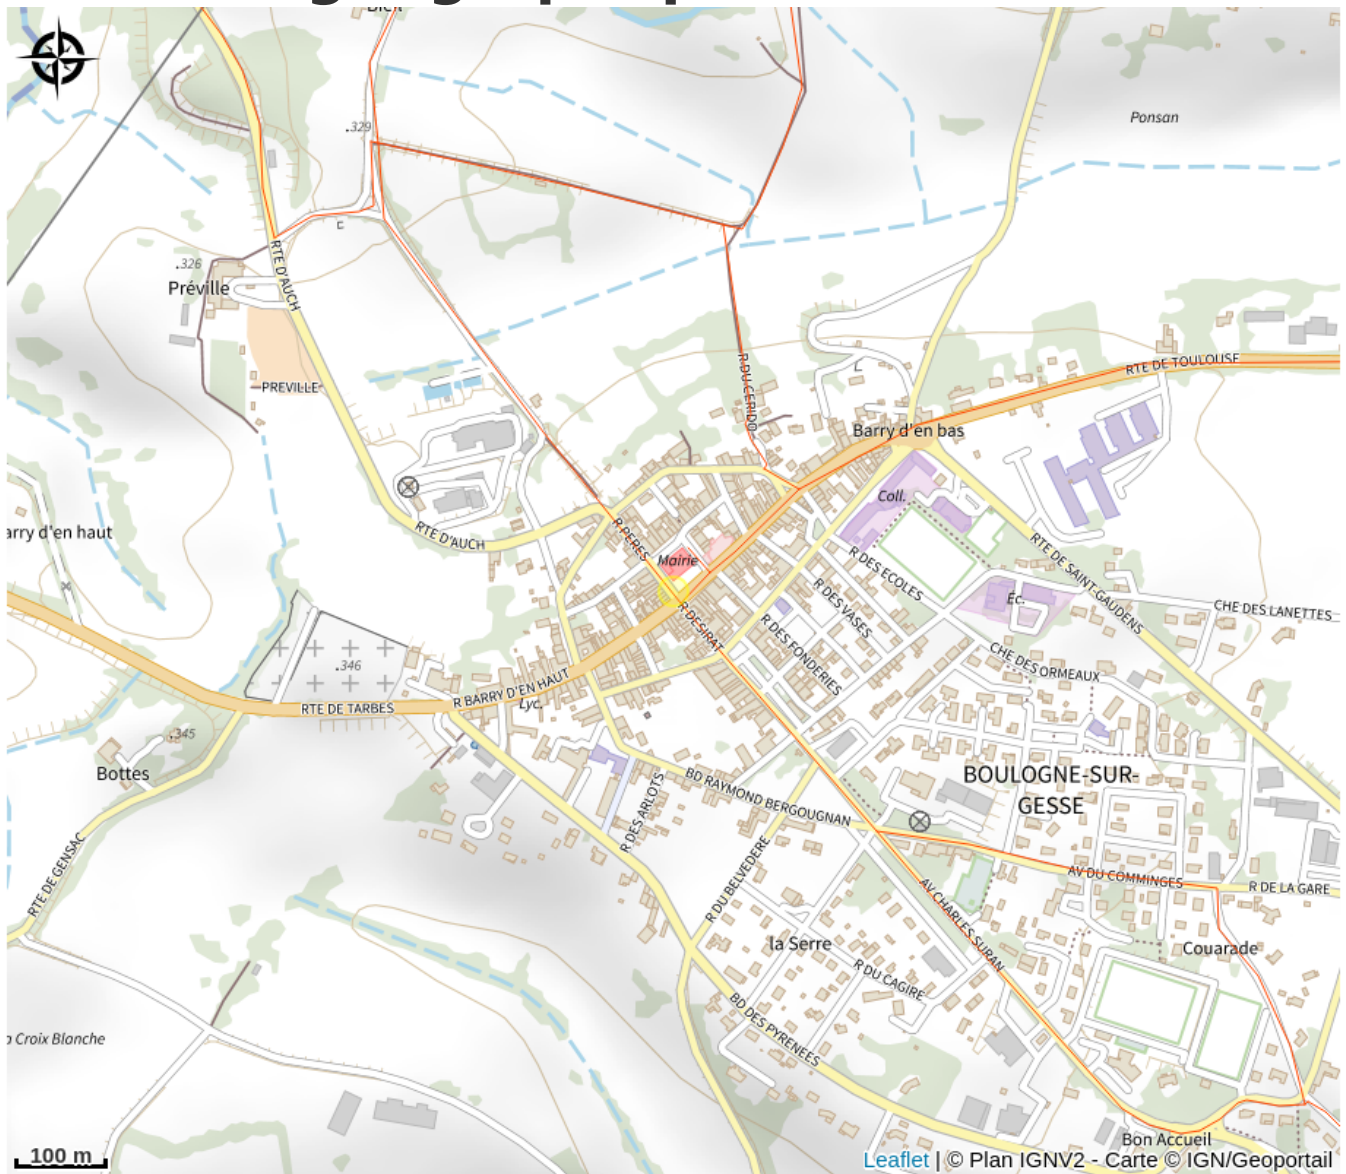 Ponsan
.329
.326
Préville
RTE D'AUCH
PREVILLE
R DU CERIDO
RTE DE TOULOUSE
Barry d'en bas
Coll.
arry d'en haut
RTE D'AUCH
R PERES
Mairie
RTE DE SAINT-GAUDENS
R DES ECOLES
Ec.
CHE DES LANETTES
R DESIRAT
R DES VASES
R DES FONDERIES
CHE DES ORMEAUX
.346
R BARRY D'EN HAUT
Lyc.
RTE DE TARBES
.345
Bottes
BOULOGNE-SUR-
GESSE
BD RAYMOND BERGOUGNAN
R DES ARLOTS
RTE DE GENSAC
R DU BELVEDERE
AV DU COMMINGES
R DE LA GARE
AV CHARLES SURAN
la Serre
Couarade
R DU CAGIRE
BD DES PYRENEES
Croix Blanche
Bon Accueil
100 m
Leaflet | © Plan IGNV2 - Carte © IGN/Geoportail